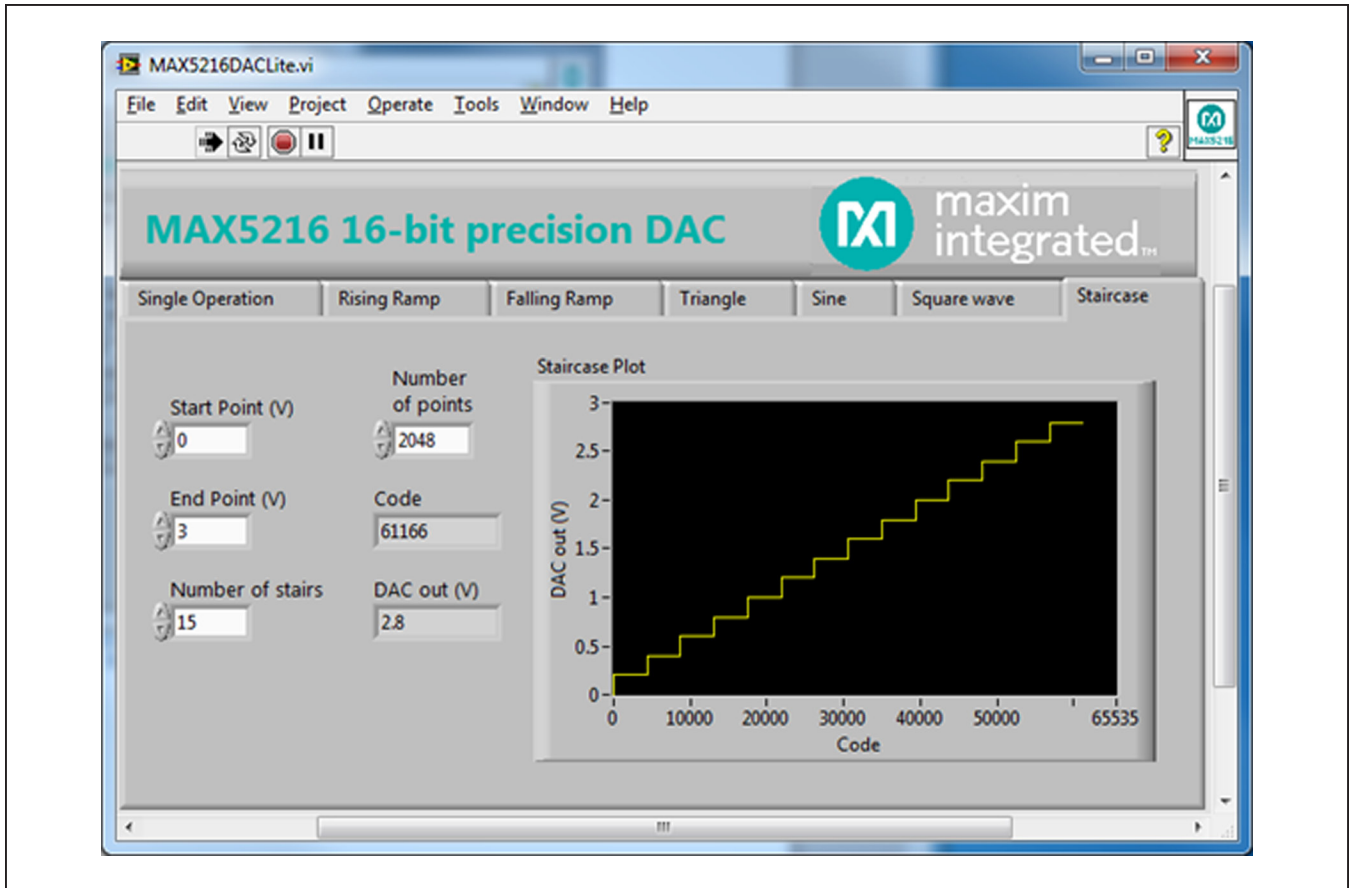 MAX5216DACLite.vi
File Edit View Project Operate Tools Window Help
MAX5216
MAX5216 16-bit precision DAC
maxim
integrated™
Single Operation Rising Ramp Falling Ramp Triangle Sine Square wave Staircase
Start Point (V)
0
End Point (V)
3
Number of stairs
15
Number
of points
2048
Code
61166
DAC out (V)
2.8
Staircase Plot
DAC out (V)
3
2.5
2
1.5
1
0.5
0
0 10000 20000 30000 40000 50000 65535
Code